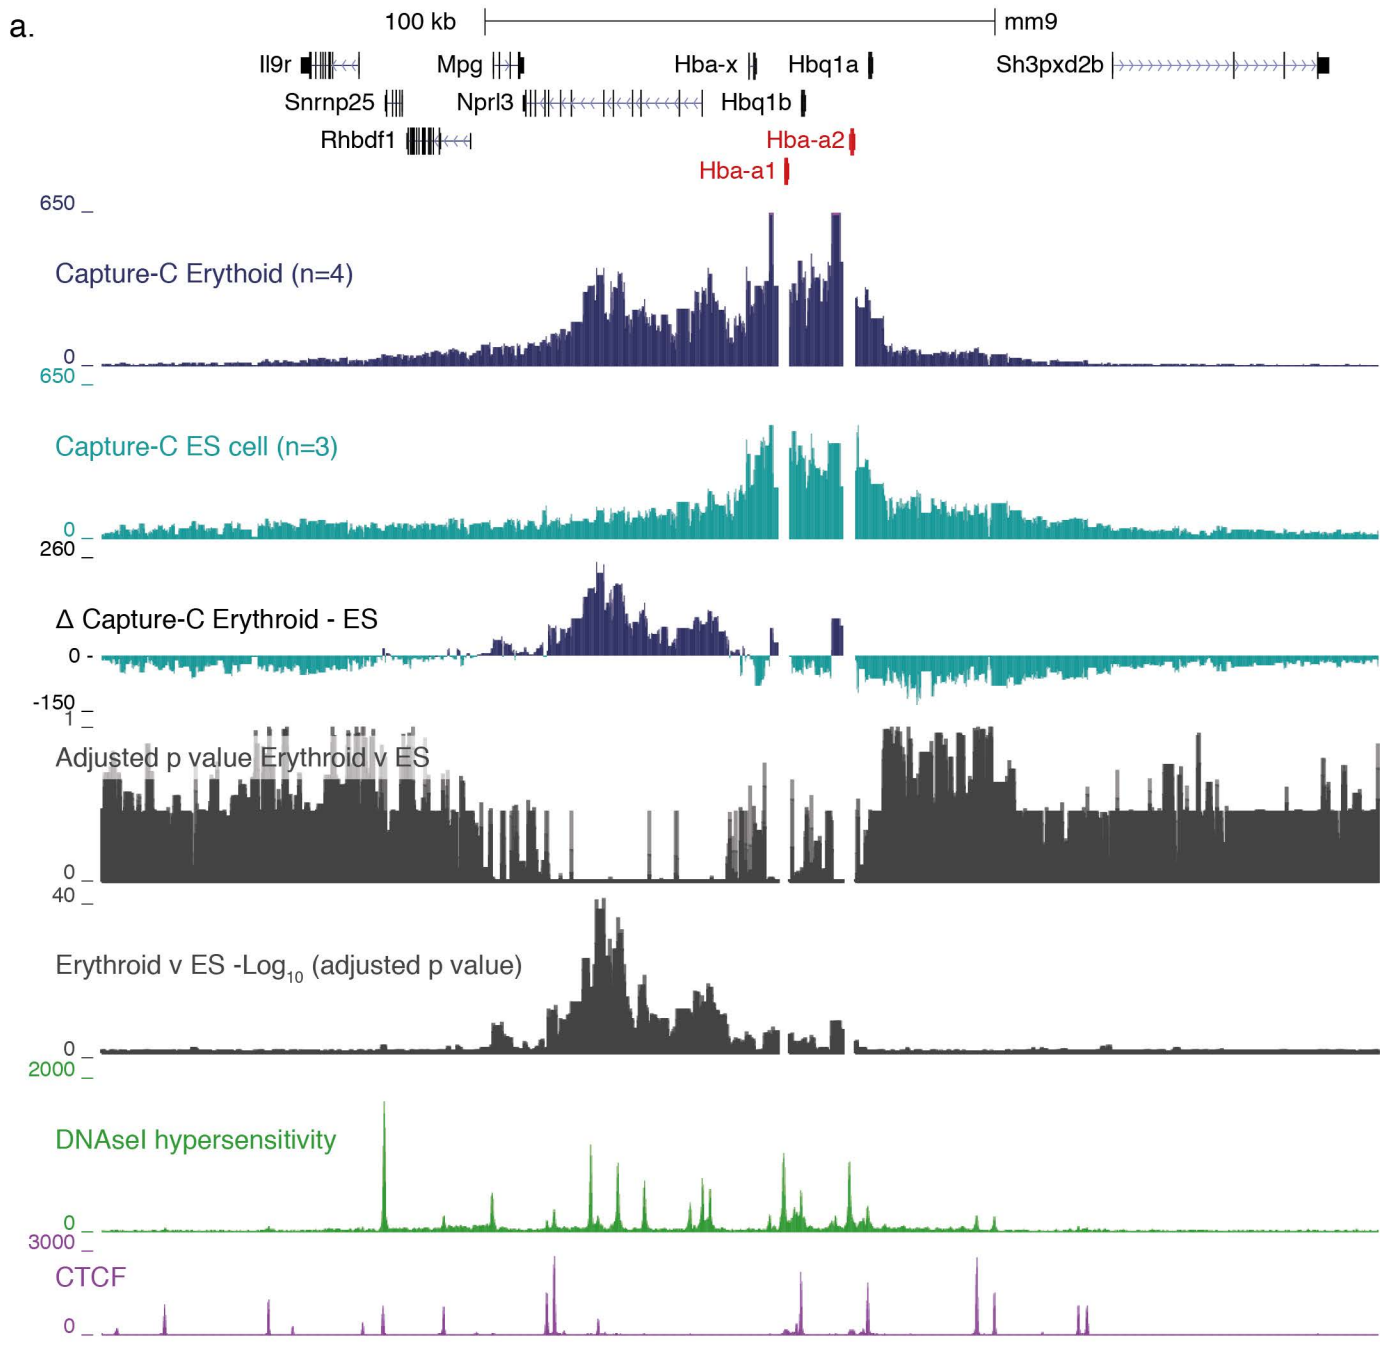 a.
100 kb mm9
Il9r Mpg Hba-x Hbq1a Sh3pxd2b
Snrnp25 Nprl3 Hbq1b
Rhbdf1 Hba-a2
Hba-a1
650
Capture-C Erythoid (n=4)
0
650
Capture-C ES cell (n=3)
0
260
Δ Capture-C Erythroid - ES
0
-150
1
Adjusted p value Erythroid v ES
0
40
Erythroid v ES -Log10 (adjusted p value)
0
2000
DNAseI hypersensitivity
0
3000
CTCF
0